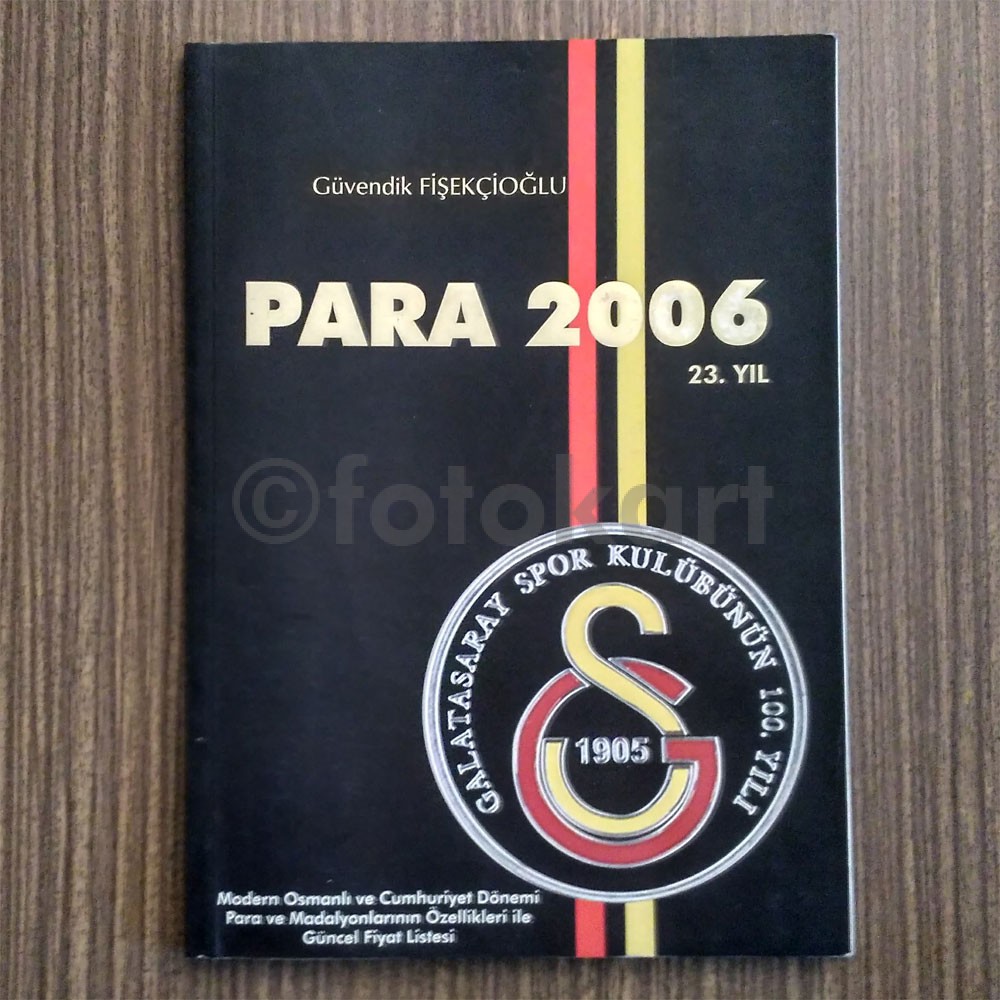 Güvendik FİŞEKÇİOĞLU
PARA 2006
23. YIL
©fotokart
GALATASARAY SPOR KULÜBÜNÜN 100. YILI
1905
Modern Osmanlı ve Cumhuriyet Dönemi
Para ve Madalyonlarının Özellikleri ile
Güncel Fiyat Listesi